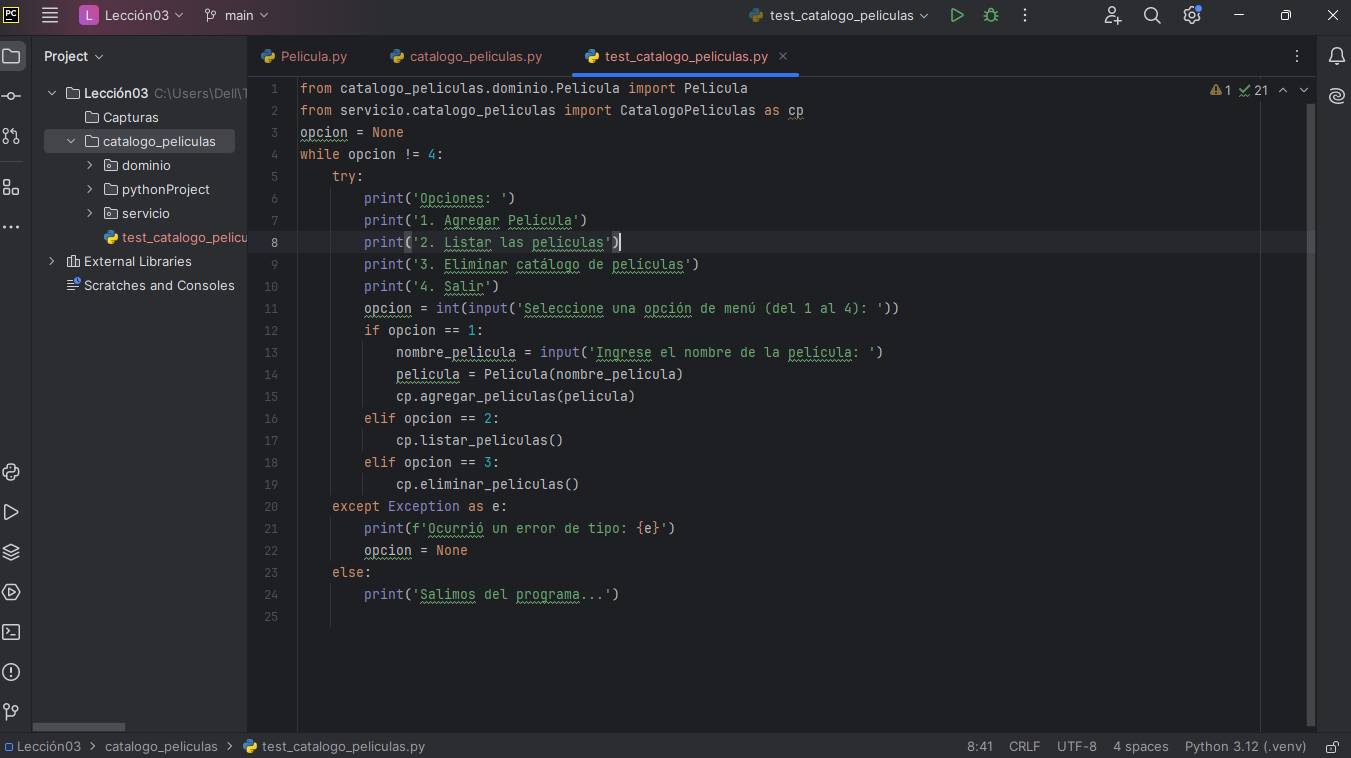 PC
L Lección03
main
test_catalogo_peliculas
Project
Pelicula.py
catalogo_peliculas.py
test_catalogo_peliculas.py
Lección03 C:\Users\Dell\
Capturas
catalogo_peliculas
dominio
pythonProject
servicio
test_catalogo_pelicu
External Libraries
Scratches and Consoles
1 21
1 from catalogo_peliculas.dominio.Pelicula import Pelicula
2 from servicio.catalogo_peliculas import CatalogoPeliculas as cp
3 opcion = None
4 while opcion != 4:
5 try:
6 print('Opciones: ')
7 print('1. Agregar Película')
8 print('2. Listar las películas')
9 print('3. Eliminar catálogo de películas')
10 print('4. Salir')
11 opcion = int(input('Seleccione una opción de menú (del 1 al 4): '))
12 if opcion == 1:
13 nombre_pelicula = input('Ingrese el nombre de la película: ')
14 pelicula = Pelicula(nombre_pelicula)
15 cp.agregar_peliculas(pelicula)
16 elif opcion == 2:
17 cp.listar_peliculas()
18 elif opcion == 3:
19 cp.eliminar_peliculas()
20 except Exception as e:
21 print(f'Ocurrió un error de tipo: {e}')
22 opcion = None
23 else:
24 print('Salimos del programa...')
25
Lección03 > catalogo_peliculas > test_catalogo_peliculas.py
8:41 CRLF UTF-8 4 spaces Python 3.12 (.venv)